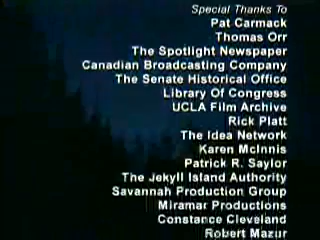 Special Thanks To
Pat Carmack
Thomas Orr
The Spotlight Newspaper
Canadian Broadcasting Company
The Senate Historical Office
Library Of Congress
UCLA Film Archive
Rick Platt
The Idea Network
Karen McInnis
Patrick R. Saylor
The Jekyll Island Authority
Savannah Production Group
Miramar Productions
Constance Cleveland
Robert Mazur